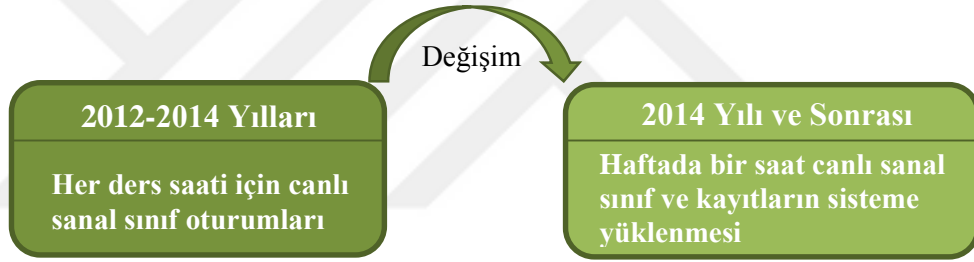 Değişim
2012-2014 Yılları
Her ders saati için canlı
sanal sınıf oturumları
2014 Yılı ve Sonrası
Haftada bir saat canlı sanal
sınıf ve kayıtların sisteme
yüklenmesi